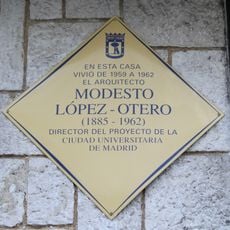 EN ESTA CASA
VIVIO DE 1959 A 1962
EL ARQUITECTO
MODESTO
LÓPEZ - OTERO
(1885 - 1962)
DIRECTOR DEL PROYECTO DE LA
CIUDAD UNIVERSITARIA
DE MADRID